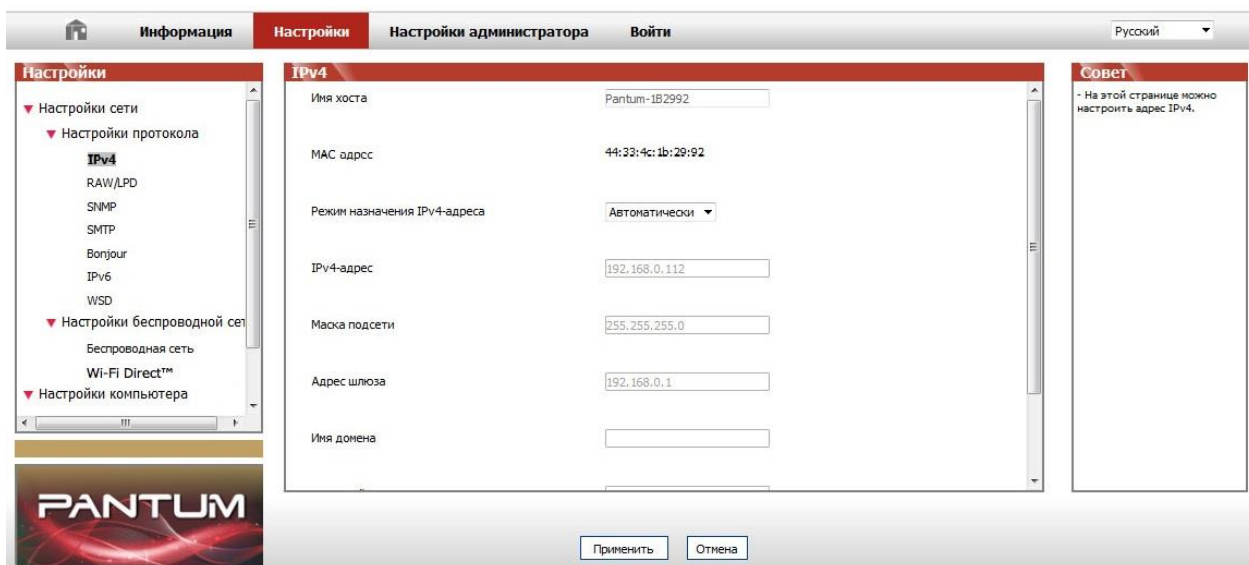 Информация Настройки Настройки администратора Войти Русский
Настройки
Настройки сети
Настройки протокола
IPv4
RAW/LPD
SNMP
SMTP
Bonjour
IPv6
WSD
Настройки беспроводной сет
Беспроводная сеть
Wi-Fi Direct™
Настройки компьютера
PANTUM
IPv4
Имя хоста Pantum-1B2992
MAC адрес 44:33:4c:1b:29:92
Режим назначения IPv4-адреса Автоматически
IPv4-адрес 192.168.0.112
Маска подсети 255.255.255.0
Адрес шлюза 192.168.0.1
Имя домена
Применить Отмена
Совет
- На этой странице можно
настроить адрес IPv4.